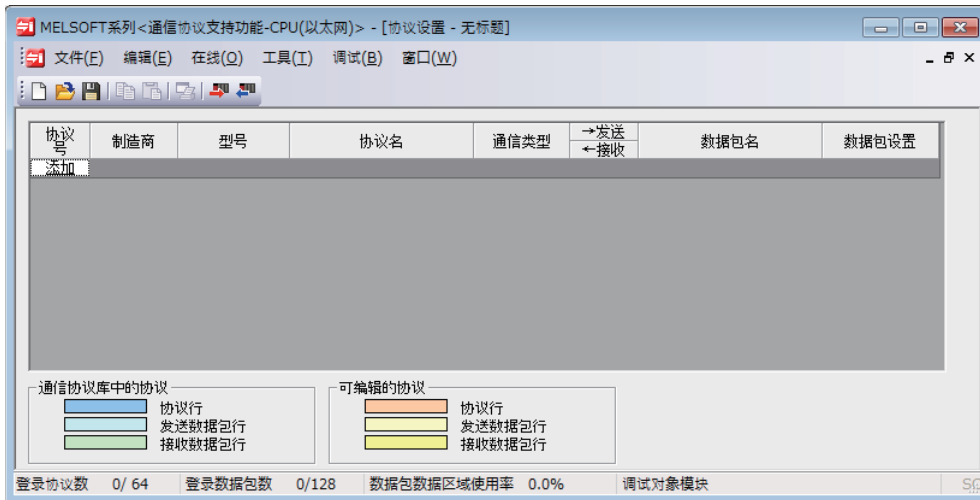 MELSOFT系列<通信协议支持功能-CPU(以太网)> - [协议设置 - 无标题]
文件(F) 编辑(E) 在线(O) 工具(T) 调试(B) 窗口(W)
协议号 制造商 型号 协议名 通信类型 →发送 ←接收 数据包名 数据包设置
添加
通信协议库中的协议 可编辑的协议
协议行 协议行
发送数据包行 发送数据包行
接收数据包行 接收数据包行
登录协议数 0/ 64 登录数据包数 0/128 数据包数据区域使用率 0.0% 调试对象模块